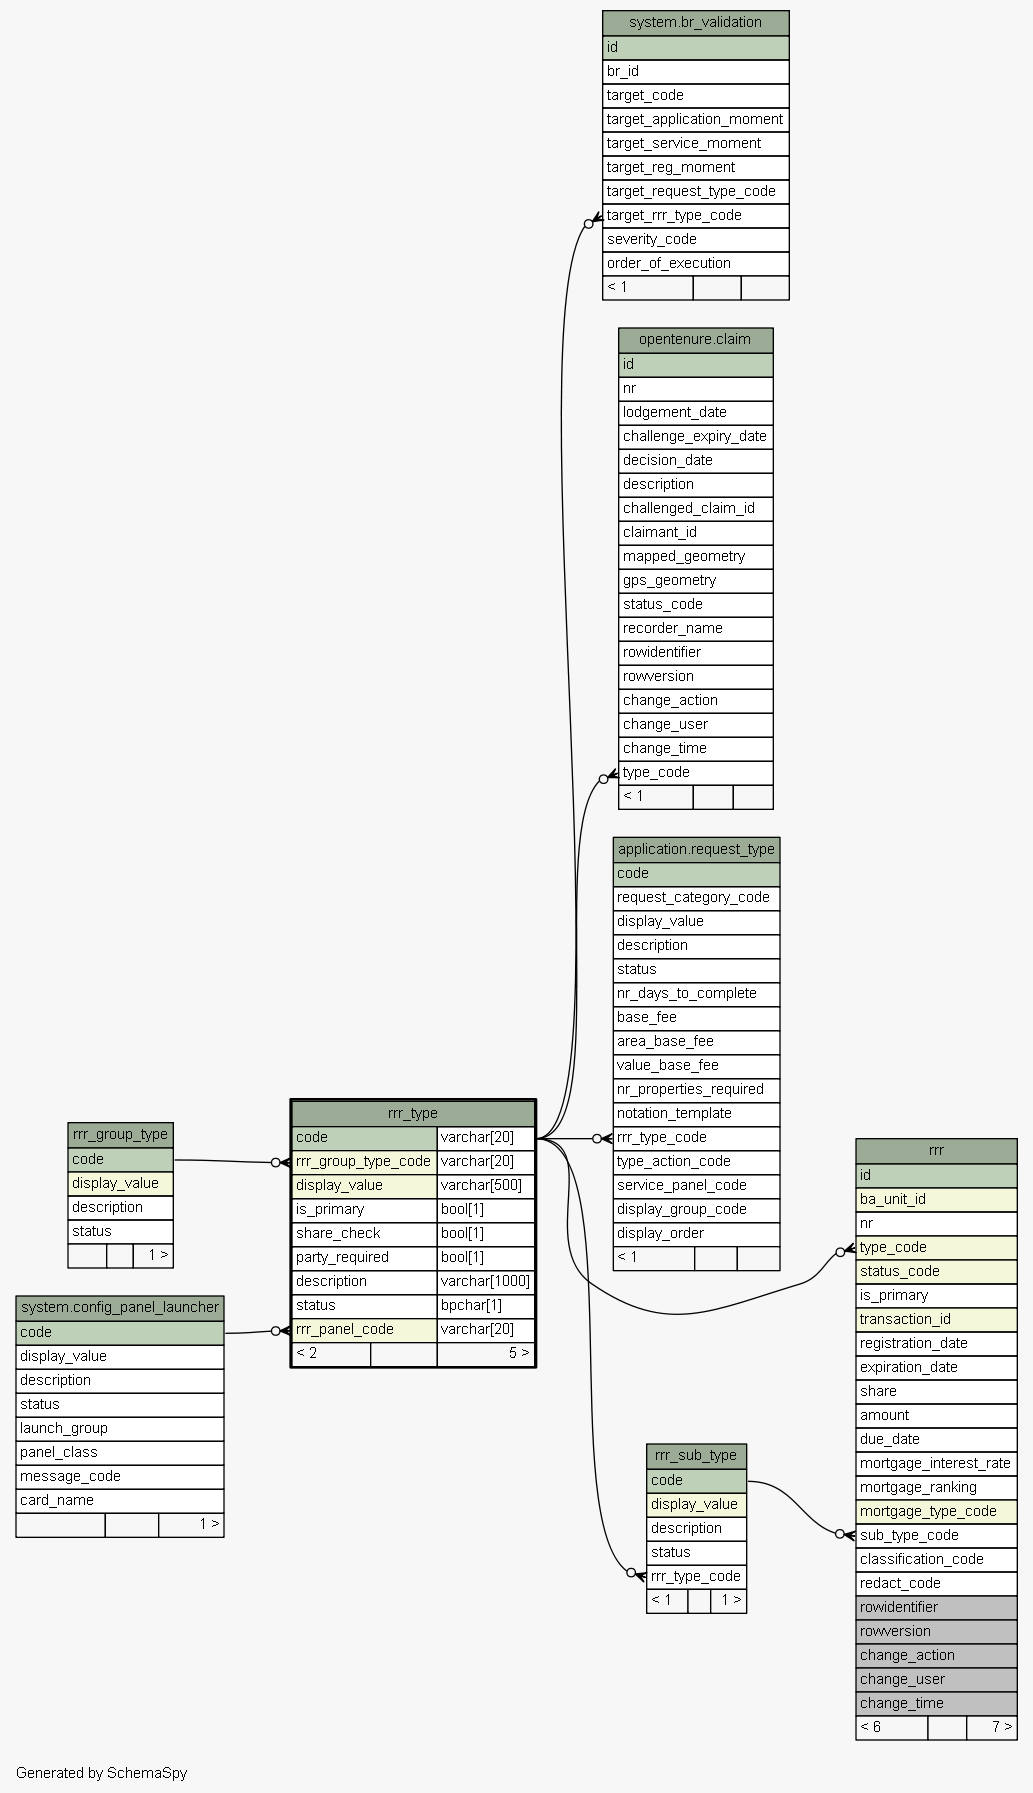 system.br_validation
id
br_id
target_code
target_application_moment
target_service_moment
target_reg_moment
target_request_type_code
target_rrr_type_code
severity_code
order_of_execution
< 1
opentenure.claim
id
nr
lodgement_date
challenge_expiry_date
decision_date
description
challenged_claim_id
claimant_id
mapped_geometry
gps_geometry
status_code
recorder_name
rowidentifier
rowversion
change_action
change_user
change_time
type_code
< 1
application.request_type
code
request_category_code
display_value
description
status
nr_days_to_complete
base_fee
area_base_fee
value_base_fee
nr_properties_required
notation_template
rrr_type_code
type_action_code
service_panel_code
display_group_code
display_order
< 1
rrr_group_type
code
display_value
description
status
1 >
system.config_panel_launcher
code
display_value
description
status
launch_group
panel_class
message_code
card_name
1 >
rrr_type
code varchar[20]
rrr_group_type_code varchar[20]
display_value varchar[500]
is_primary bool[1]
share_check bool[1]
party_required bool[1]
description varchar[1000]
status bpchar[1]
rrr_panel_code varchar[20]
< 2 5 >
rrr_sub_type
code
display_value
description
status
rrr_type_code
< 1 1 >
rrr
id
ba_unit_id
nr
type_code
status_code
is_primary
transaction_id
registration_date
expiration_date
share
amount
due_date
mortgage_interest_rate
mortgage_ranking
mortgage_type_code
sub_type_code
classification_code
redact_code
rowidentifier
rowversion
change_action
change_user
change_time
< 6 7 >
Generated by SchemaSpy